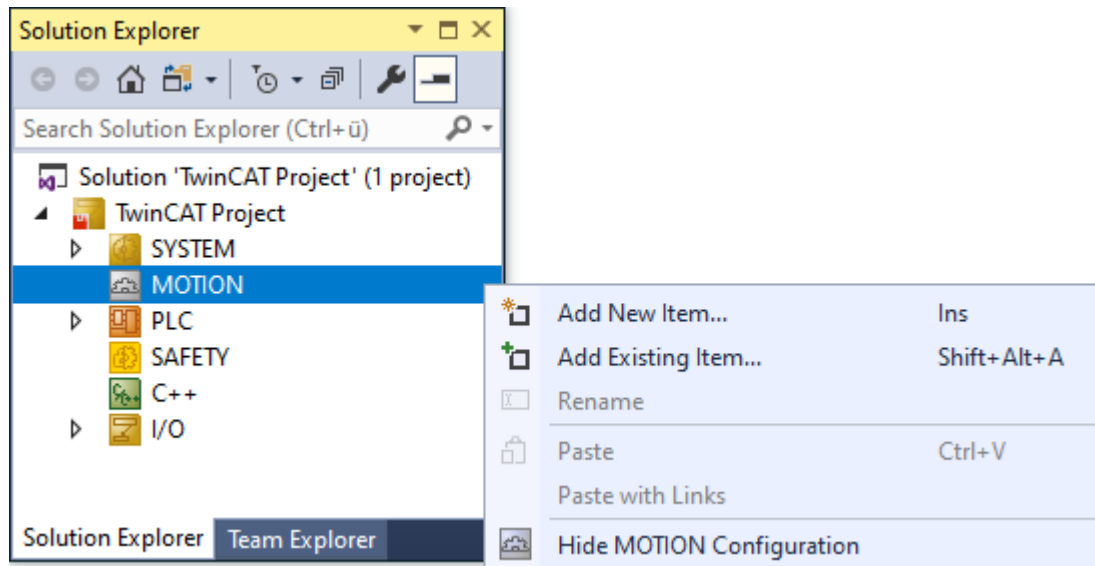 Solution Explorer
Search Solution Explorer (Ctrl+ü)
Solution 'TwinCAT Project' (1 project)
TwinCAT Project
SYSTEM
MOTION
PLC
SAFETY
C++
I/O
Solution Explorer Team Explorer
Add New Item... Ins
Add Existing Item... Shift+Alt+A
Rename
Paste Ctrl+V
Paste with Links
Hide MOTION Configuration